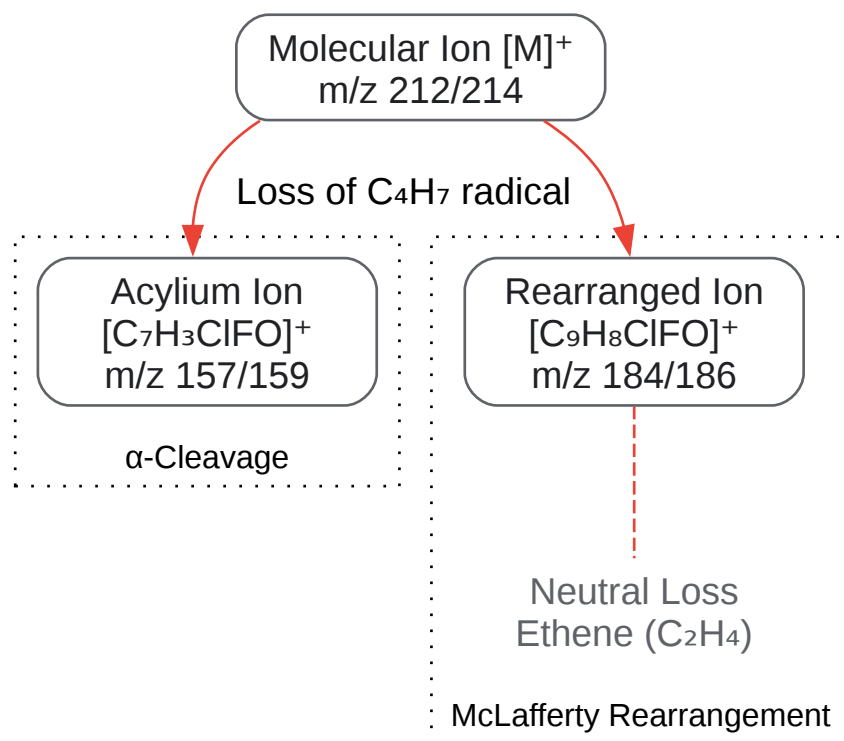 Molecular Ion [M]⁺
m/z 212/214
Loss of C₄H₇ radical
Acylium Ion
[C₇H₃ClFO]⁺
m/z 157/159
α-Cleavage
Rearranged Ion
[C₉H₈ClFO]⁺
m/z 184/186
Neutral Loss
Ethene (C₂H₄)
McLafferty Rearrangement